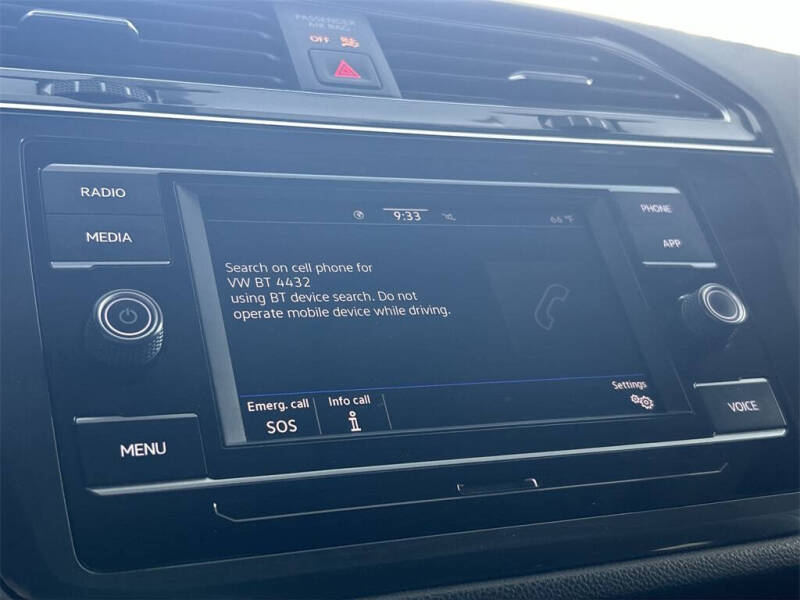 PASSENGER
AIR BAG
OFF
RADIO
MEDIA
MENU
9:33
66 °F
Search on cell phone for
VW BT 4432
using BT device search. Do not
operate mobile device while driving.
Emerg. call
SOS
Info call
i
Settings
PHONE
APP
VOICE